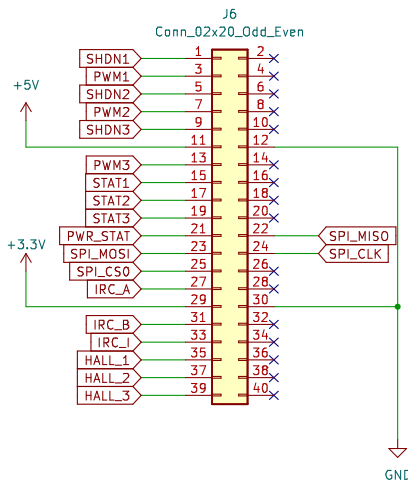 J6
Conn_02x20_Odd_Even
SHDN1 1 2
PWM1 3 4
+5V SHDN2 5 6
PWM2 7 8
SHDN3 9 10
11 12
PWM3 13 14
STAT1 15 16
STAT2 17 18
STAT3 19 20
PWR_STAT 21 22 SPI_MISO
+3.3V SPI_MOSI 23 24 SPI_CLK
SPI_CS0 25 26
IRC_A 27 28
29 30
IRC_B 31 32
IRC_I 33 34
HALL_1 35 36
HALL_2 37 38
HALL_3 39 40
GND